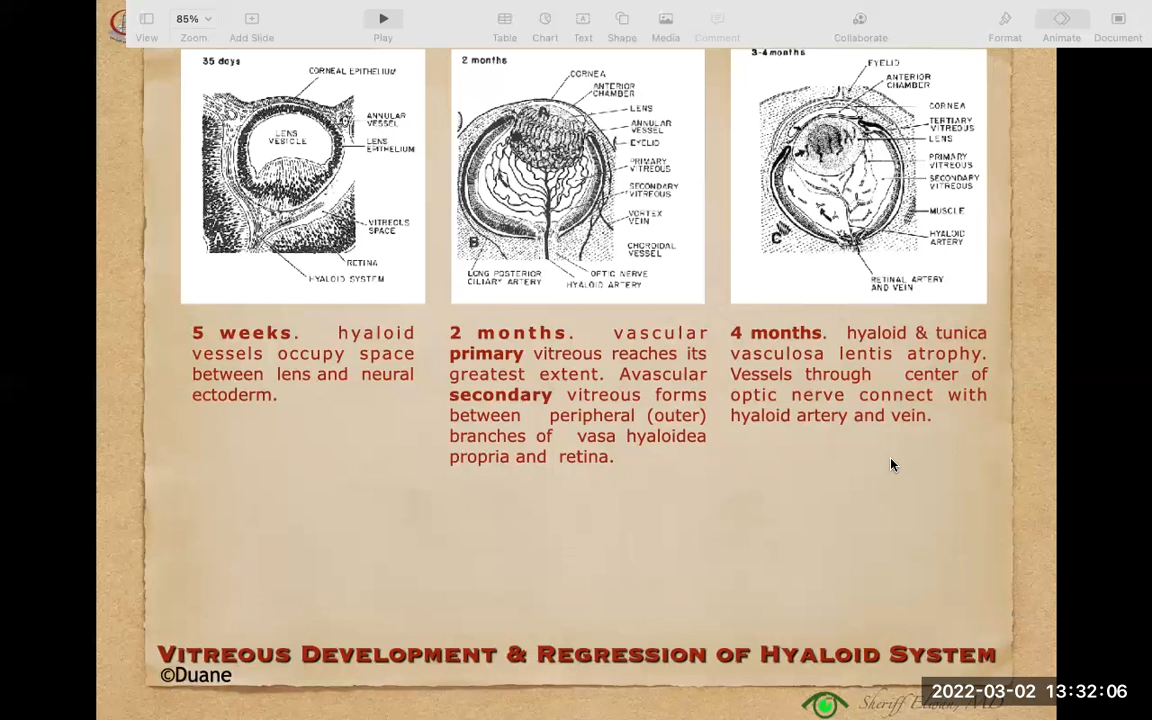 85%
View
Zoom
Add Slide
Play
Table
Chart
Text
Shape
Media
Comment
Collaborate
Format
Animate
Document
35 days
CORNEAL EPITHELIUM
ANNULAR
VESSEL
LENS
VESICLE
LENS
EPITHELIUM
VITREOUS
SPACE
RETINA
HYALOID SYSTEM
2 months
CORNEA
ANTERIOR
CHAMBER
LENS
ANNULAR
VESSEL
EYELID
PRIMARY
VITREOUS
SECONDARY
VITREOUS
VORTEX
VEIN
B
CHOROIDAL
VESSEL
LONG POSTERIOR
CILIARY ARTERY
OPTIC NERVE
HYALOID ARTERY
3-4 months
EYELID
ANTERIOR
CHAMBER
CORNEA
TERTIARY
VITREOUS
LENS
PRIMARY
VITREOUS
SECONDARY
VITREOUS
MUSCLE
C
HYALOID
ARTERY
RETINAL ARTERY
AND VEIN
5 weeks. hyaloid
vessels occupy space
between lens and neural
ectoderm.
2 months. vascular
primary vitreous reaches its
greatest extent. Avascular
secondary vitreous forms
between peripheral (outer)
branches of vasa hyaloidea
propria and retina.
4 months. hyaloid & tunica
vasculosa lentis atrophy.
Vessels through center of
optic nerve connect with
hyaloid artery and vein.
Vitreous Development & Regression of Hyaloid System
©Duane
2022-03-02 13:32:06